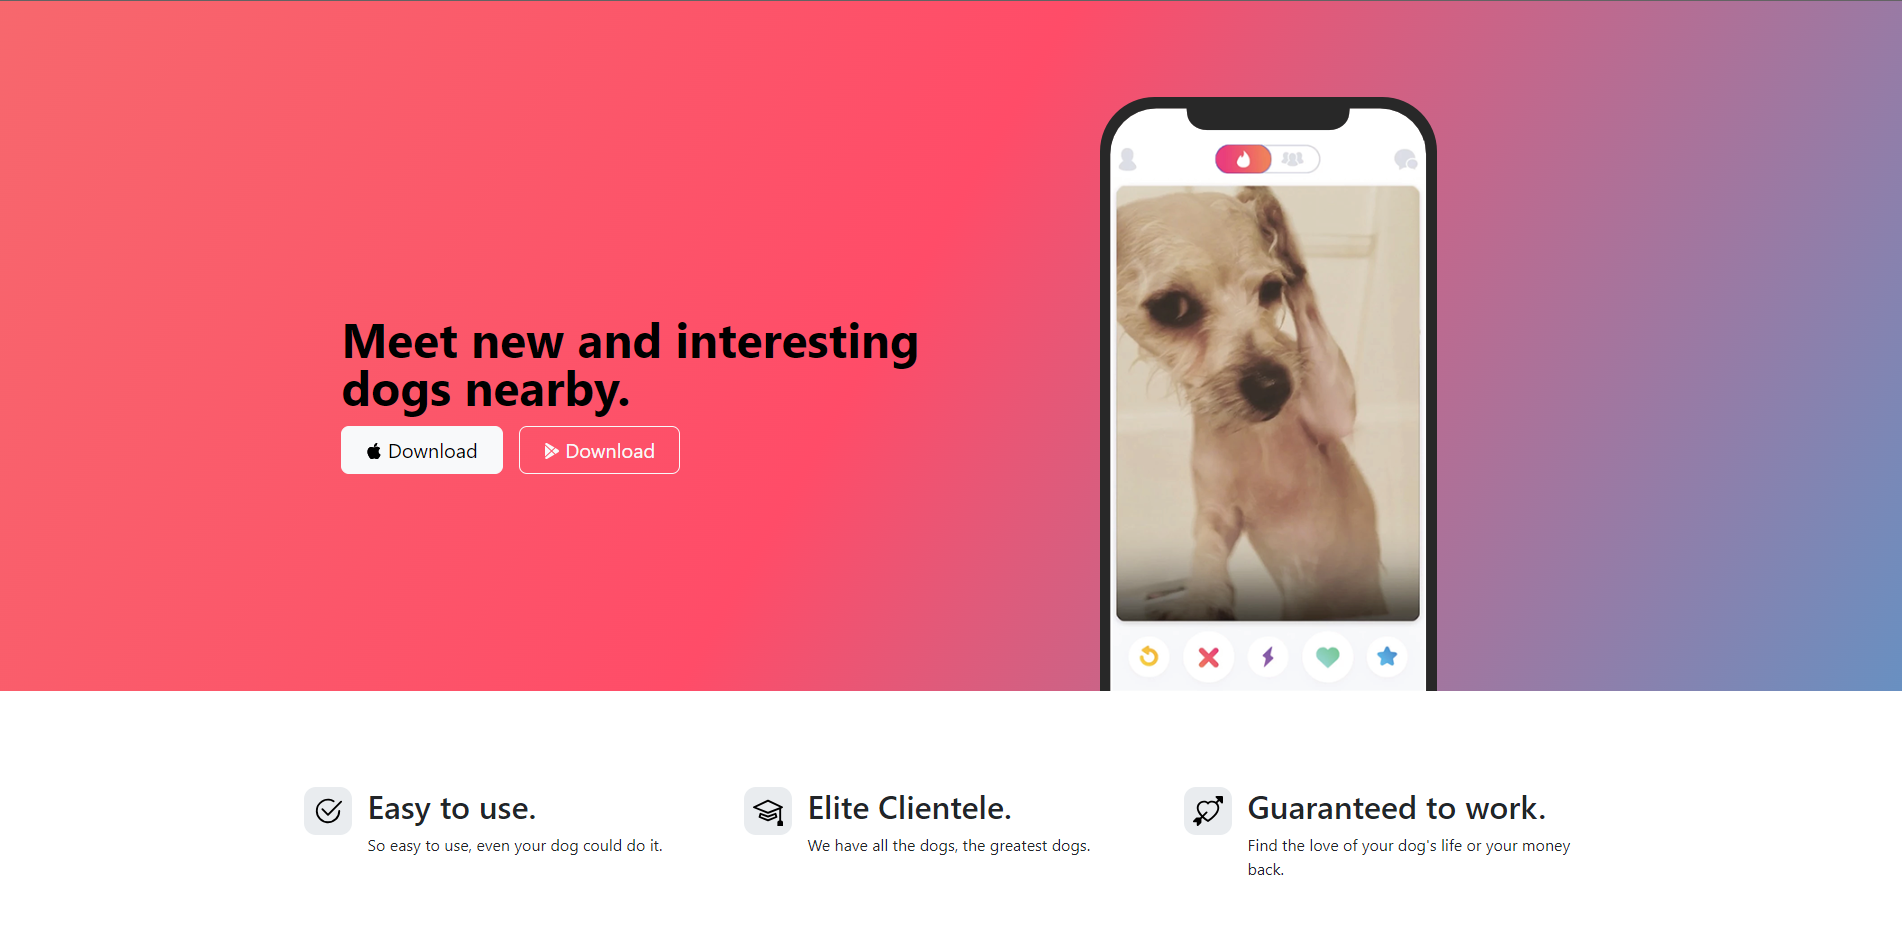 Meet new and interesting
dogs nearby.
Download
Download
Easy to use.
So easy to use, even your dog could do it.
Elite Clientele.
We have all the dogs, the greatest dogs.
Guaranteed to work.
Find the love of your dog's life or your money
back.